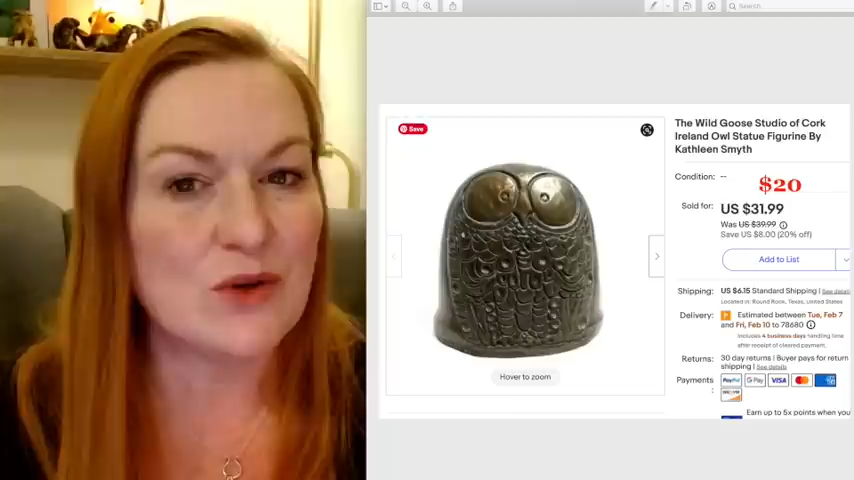 Search
Save
The Wild Goose Studio of Cork
Ireland Owl Statue Figurine By
Kathleen Smyth
Condition: --
$20
Sold for: US $31.99
Was US $39.99
Save US $8.00 (20% off)
Add to List
Shipping: US $6.15 Standard Shipping | See details
Located in: Round Rock, Texas, United States
Delivery: Estimated between Tue, Feb 7
and Fri, Feb 10 to 78680
Includes 4 business days handling
time after receipt of cleared payment.
Returns: 30 day returns | Buyer pays for return
shipping | See details
Payments
:
PayPal G Pay VISA
Earn up to 5x points when you
Hover to zoom